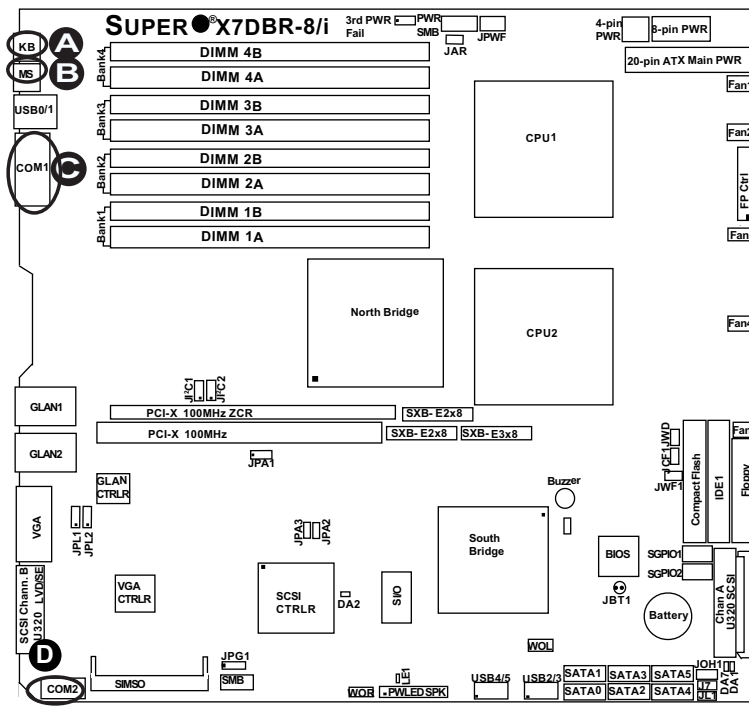 SUPER ® X7DBR-8/i
3rd PWR Fail
PWR SMB
JAR
JPWF
4-pin PWR
8-pin PWR
20-pin ATX Main PWR
KB
A
MS
B
USB0/1
COM1
C
Bank4
DIMM 4B
DIMM 4A
Bank3
DIMM 3B
DIMM 3A
Bank2
DIMM 2B
DIMM 2A
Bank1
DIMM 1B
DIMM 1A
CPU1
Fan1
Fan2
FP Ctrl
Fan
Fan4
North Bridge
CPU2
JI²C1
JI²C2
GLAN1
PCI-X 100MHz ZCR
SXB- E2x8
PCI-X 100MHz
SXB- E2x8
SXB- E3x8
GLAN2
JPA1
GLAN CTRLR
JWD
JCF1
JWF1
Compact Flash
IDE1
Fan
Floppy
Buzzer
VGA
JPL1
JPL2
JPA3
JPA2
South Bridge
BIOS
SGPIO1
SGPIO2
SCSI Chann. B
U320 LVD/SE
VGA CTRLR
SCSI CTRLR
DA2
SIO
JBT1
Battery
Chan A
U320 SCSI
D
WOL
COM2
SIMSO
JPG1
SMB
WOR
LE1
PWLED SPK
USB4/5
USB2/3
SATA1
SATA3
SATA5
SATA0
SATA2
SATA4
JOH1
J7
JL1
DA7
DA1